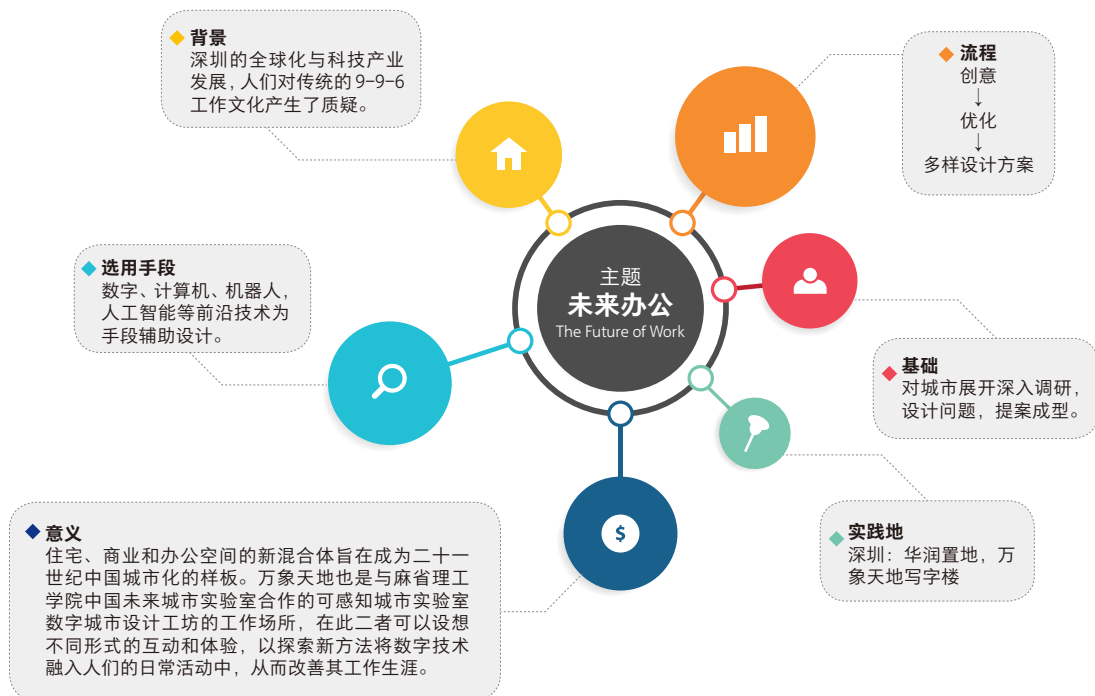 背景
深圳的全球化与科技产业
发展，人们对传统的9-9-6
工作文化产生了质疑。
流程
创意
↓
优化
↓
多样设计方案
选用手段
数字、计算机、机器人，
人工智能等前沿技术为
手段辅助设计。
主题
未来办公
The Future of Work
基础
对城市展开深入调研，
设计问题，提案成型。
$
意义
住宅、商业和办公空间的新混合体旨在成为二十一
世纪中国城市化的样板。万象天地也是与麻省理工
学院中国未来城市实验室合作的可感知城市实验室
数字城市设计工坊的工作场所，在此二者可以设想
不同形式的互动和体验，以探索新方法将数字技术
融入人们的日常活动中，从而改善其工作生涯。
实践地
深圳：华润置地，万
象天地写字楼